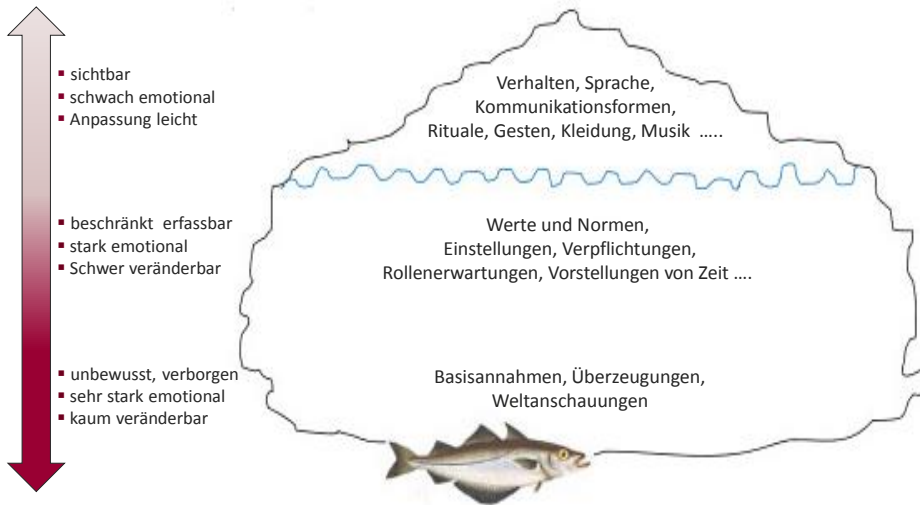 ▪ sichtbar
▪ schwach emotional
▪ Anpassung leicht
Verhalten, Sprache,
Kommunikationsformen,
Rituale, Gesten, Kleidung, Musik …..
▪ beschränkt erfassbar
▪ stark emotional
▪ Schwer veränderbar
Werte und Normen,
Einstellungen, Verpflichtungen,
Rollenerwartungen, Vorstellungen von Zeit ….
▪ unbewusst, verborgen
▪ sehr stark emotional
▪ kaum veränderbar
Basisannahmen, Überzeugungen,
Weltanschauungen